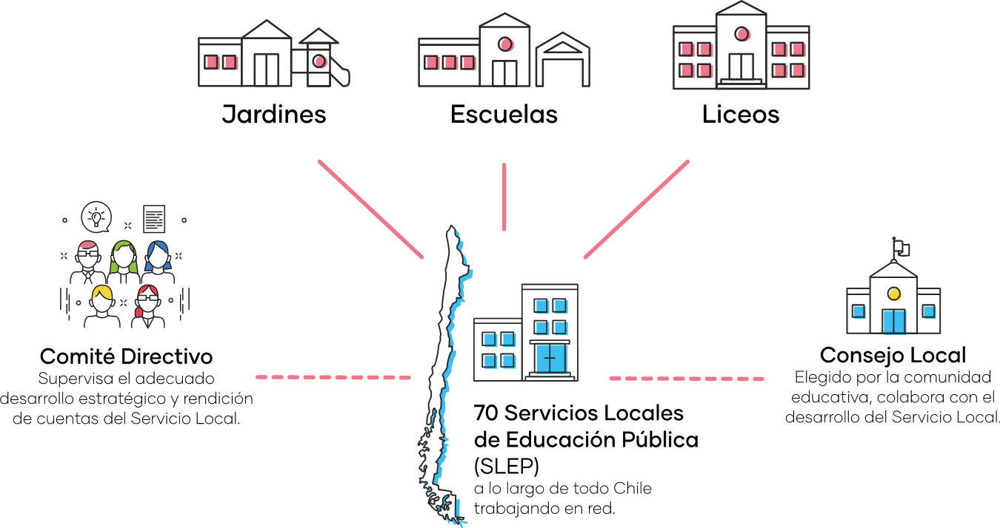 Jardines
Escuelas
Liceos
Comité Directivo
Supervisa el adecuado
desarrollo estratégico y rendición
de cuentas del Servicio Local.
70 Servicios Locales
de Educación Pública
(SLEP)
a lo largo de todo Chile
trabajando en red.
Consejo Local
Elegido por la comunidad
educativa, colabora con el
desarrollo del Servicio Local.